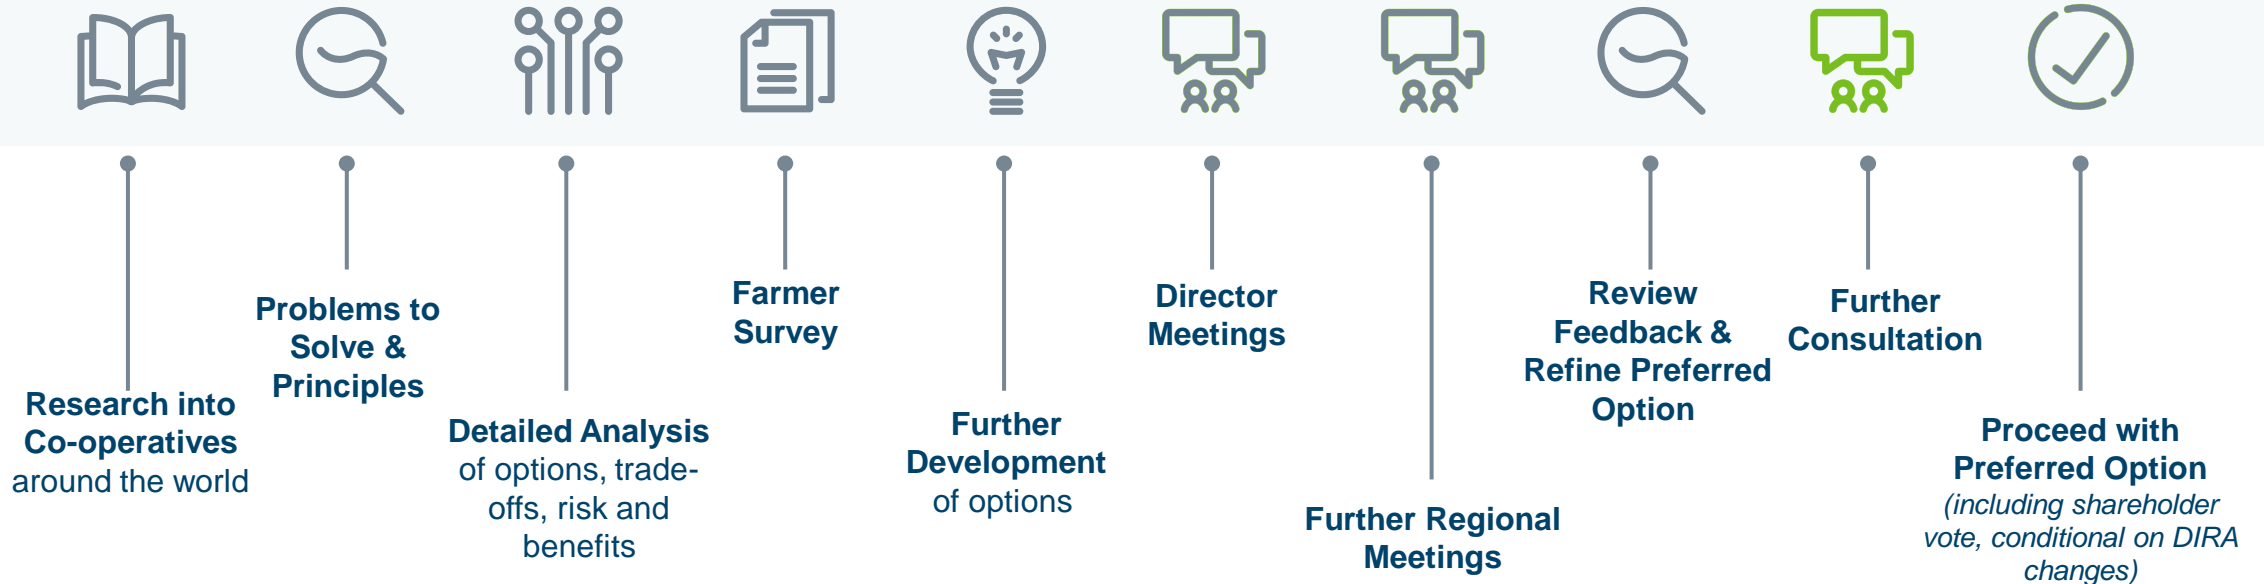 Research into
Co-operatives
around the world
Problems to
Solve &
Principles
Detailed Analysis
of options, trade-
offs, risk and
benefits
Farmer
Survey
Further
Development
of options
Director
Meetings
Further Regional
Meetings
Review
Feedback &
Refine Preferred
Option
Further
Consultation
Proceed with
Preferred Option
(including shareholder
vote, conditional on DIRA
changes)